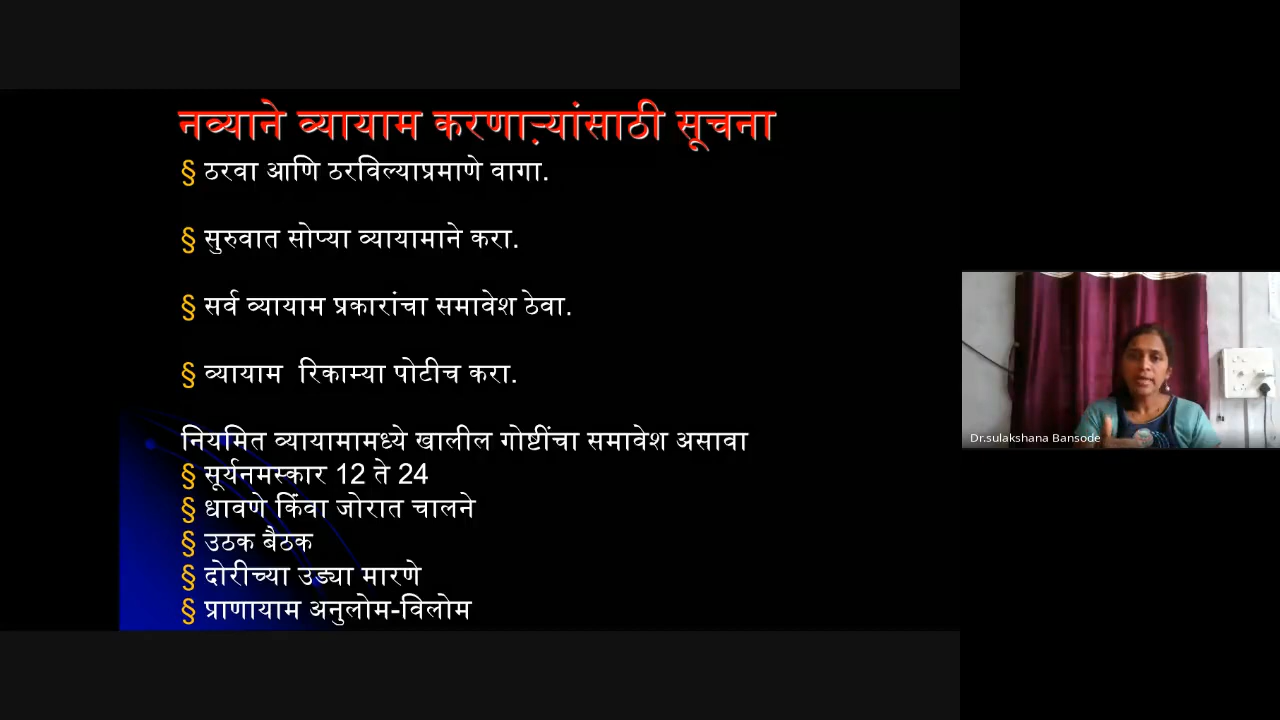 नव्याने व्यायाम करणाऱ्यांसाठी सूचना
§ ठरवा आणि ठरविल्याप्रमाणे वागा.
§ सुरुवात सोप्या व्यायामाने करा.
§ सर्व व्यायाम प्रकारांचा समावेश ठेवा.
§ व्यायाम रिकाम्या पोटीच करा.
नियमित व्यायामामध्ये खालील गोष्टींचा समावेश असावा
§ सूर्यनमस्कार 12 ते 24
§ धावणे किंवा जोरात चालने
§ उठक बैठक
§ दोरीच्या उड्या मारणे
§ प्राणायाम अनुलोम-विलोम
Dr.sulakshana Bansode